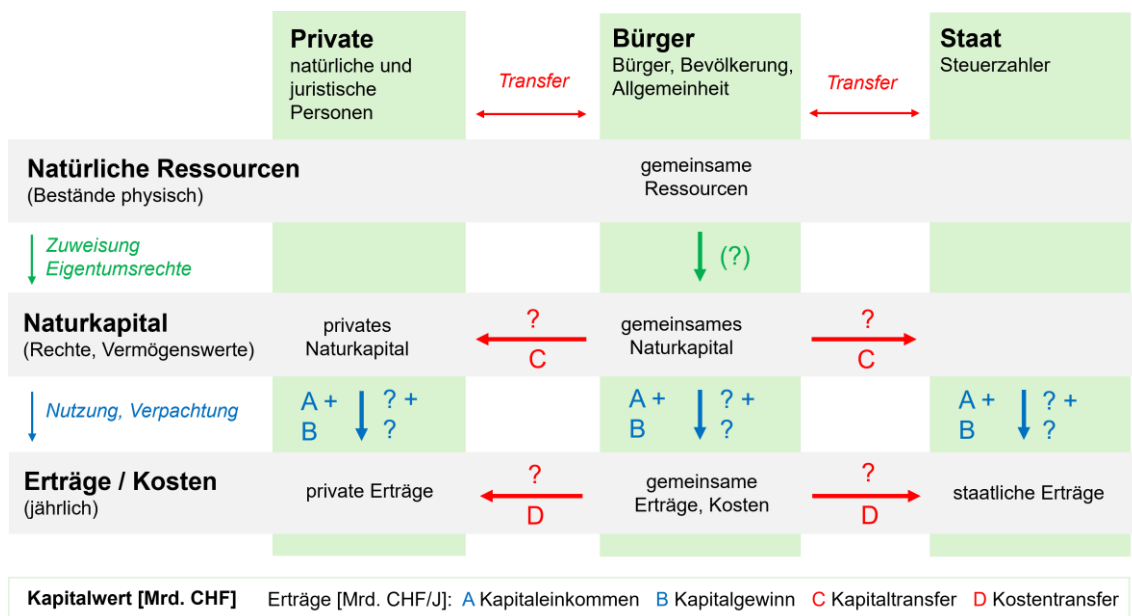 Private
natürliche und
juristische
Personen
Transfer
Bürger
Bürger, Bevölkerung,
Allgemeinheit
Transfer
Staat
Steuerzahler
Natürliche Ressourcen
(Bestände physisch)
gemeinsame
Ressourcen
Zuweisung
Eigentumsrechte
(?)
Naturkapital
(Rechte, Vermögenswerte)
privates
Naturkapital
?
C
gemeinsames
Naturkapital
?
C
Nutzung, Verpachtung
A + ? +
B ?
A + ? +
B ?
A + ? +
B ?
Erträge / Kosten
(jährlich)
private Erträge
?
D
gemeinsame
Erträge, Kosten
?
D
staatliche Erträge
Kapitalwert [Mrd. CHF] Erträge [Mrd. CHF/J]: A Kapitaleinkommen B Kapitalgewinn C Kapitaltransfer D Kostentransfer